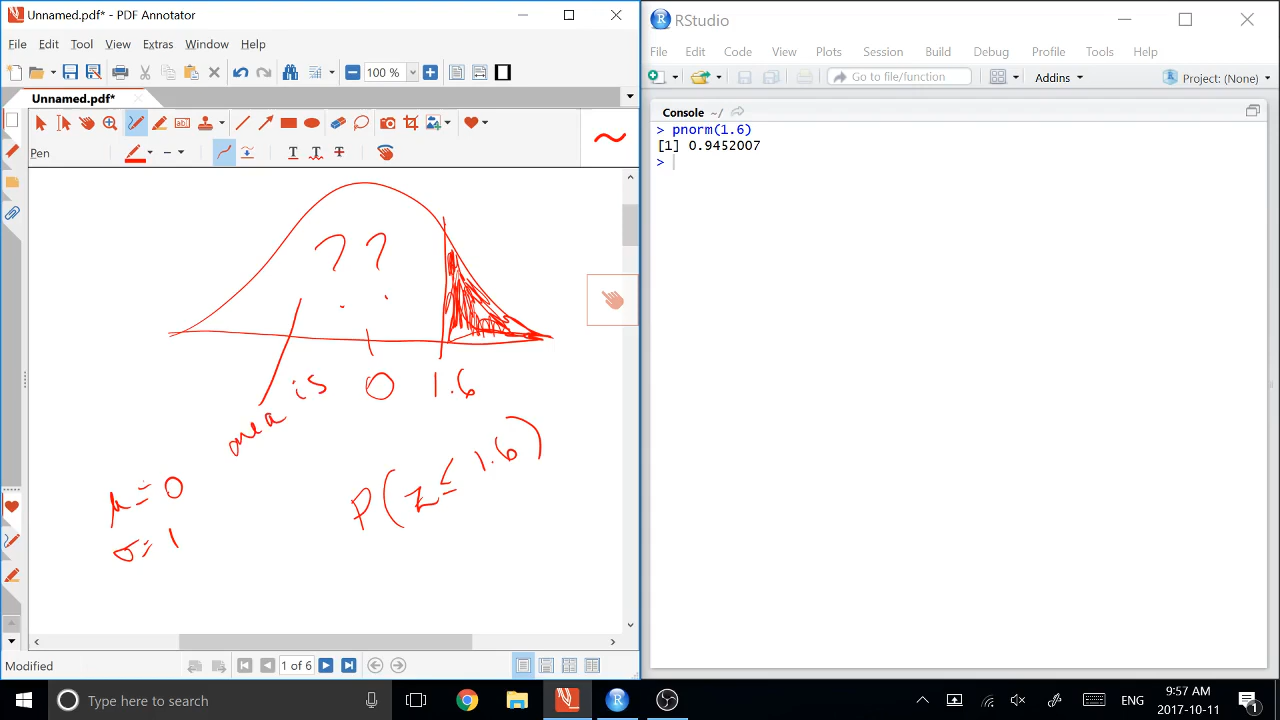 Unnamed.pdf* - PDF Annotator
File Edit Tool View Extras Window Help
100 %
Unnamed.pdf*
Pen
T T T
? ?
area is 0 1.6
μ = 0
σ = 1
P(z ≤ 1.6)
1 of 6
Modified
RStudio
File Edit Code View Plots Session Build Debug Profile Tools Help
Go to file/function
Addins
Project: (None)
Console ~/
> pnorm(1.6)
[1] 0.9452007
>
Type here to search
ENG
9:57 AM
2017-10-11
1